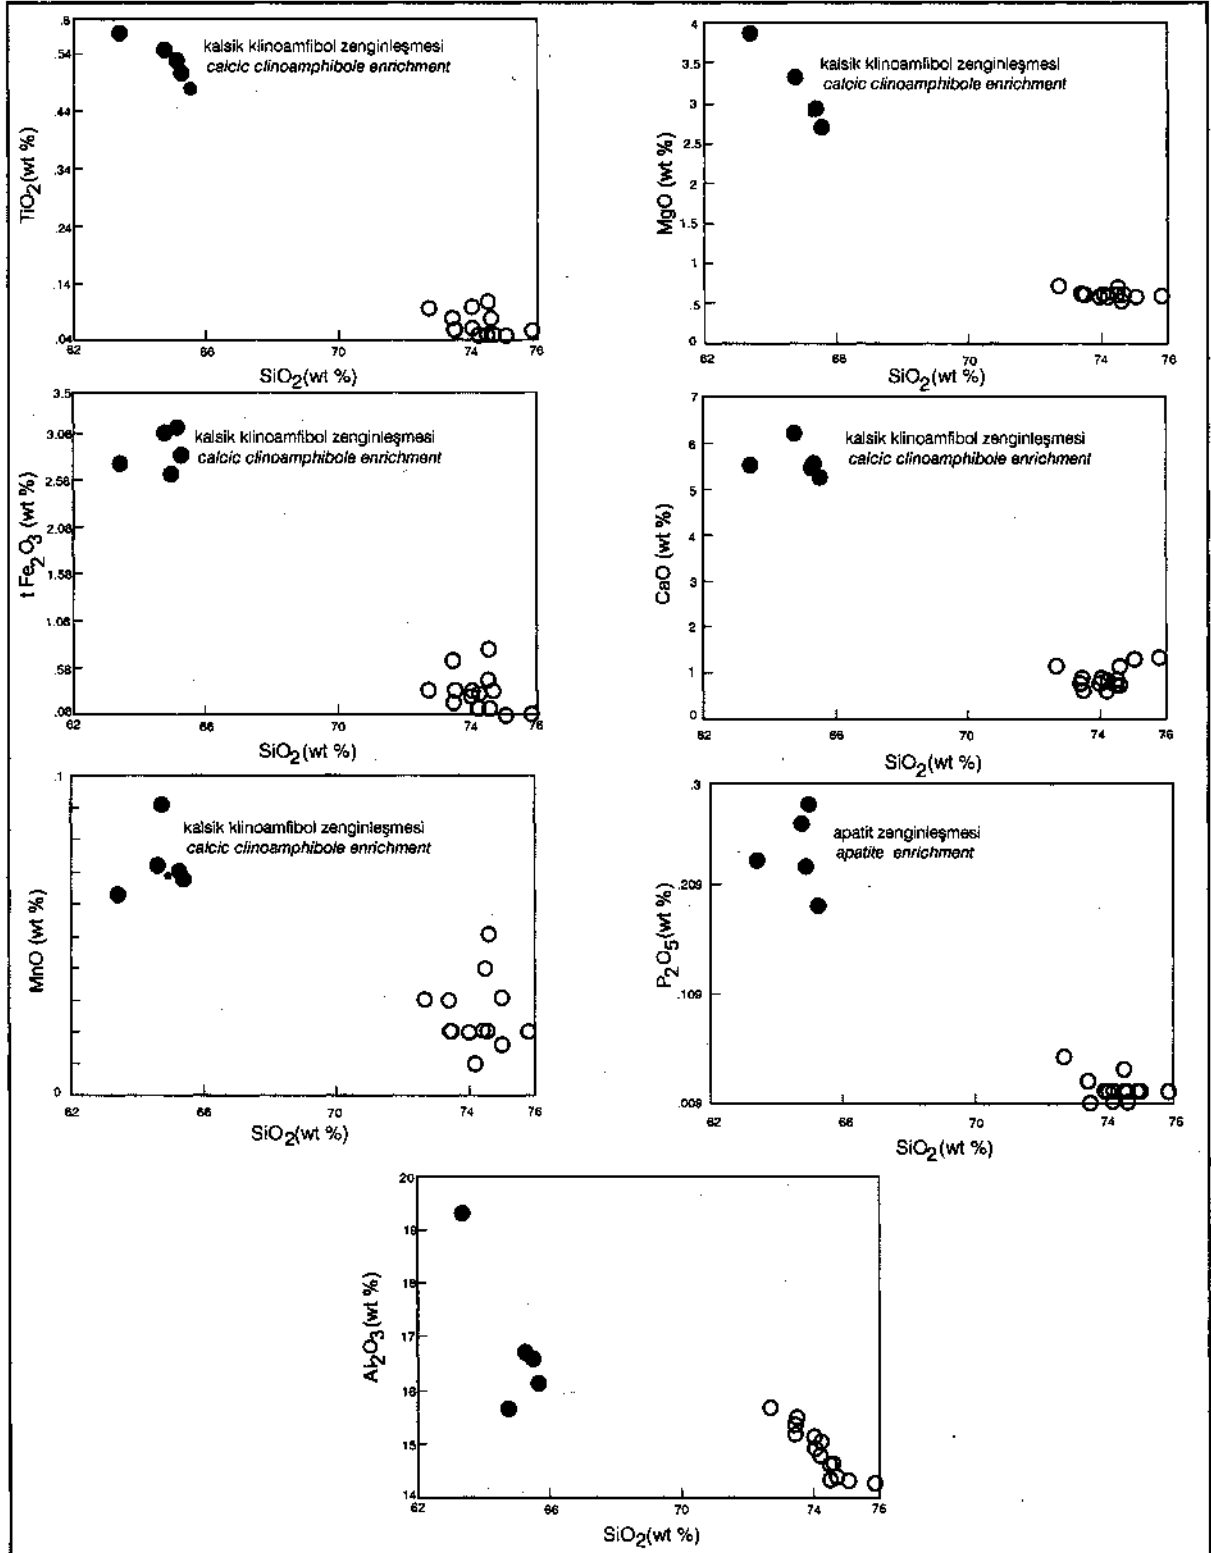 .6
.54
.44
.34
.24
.14
.04
TiO2(wt %)
kalsik klinoamfibol zenginleşmesi
calcic clinoamphibole enrichment
62 66 70 74 76
SiO2(wt %)
4
3.5
3
2.5
2
1.5
1
.5
0
MgO (wt %)
kalsik klinoamfibol zenginleşmesi
calcic clinoamphibole enrichment
62 68 70 74 76
SiO2(wt %)
3.5
3.08
2.58
2.08
1.58
1.08
.58
.08
tFe2O3 (wt %)
kalsik klinoamfibol zenginleşmesi
calcic clinoamphibole enrichment
62 66 70 74 76
SiO2(wt %)
7
6
5
4
3
2
1
0
CaO (wt %)
kalsik klinoamfibol zenginleşmesi
calcic clinoamphibole enrichment
62 66 70 74 76
SiO2(wt %)
.1
0
MnO (wt %)
kalsik klinoamfibol zenginleşmesi
calcic clinoamphibole enrichment
62 66 70 74 76
SiO2(wt %)
.3
.209
.109
.009
P2O5(wt %)
apatit zenginleşmesi
apatite enrichment
62 66 70 74 76
SiO2(wt %)
20
19
18
17
16
15
14
Al2O3(wt %)
62 66 70 74 76
SiO2(wt %)